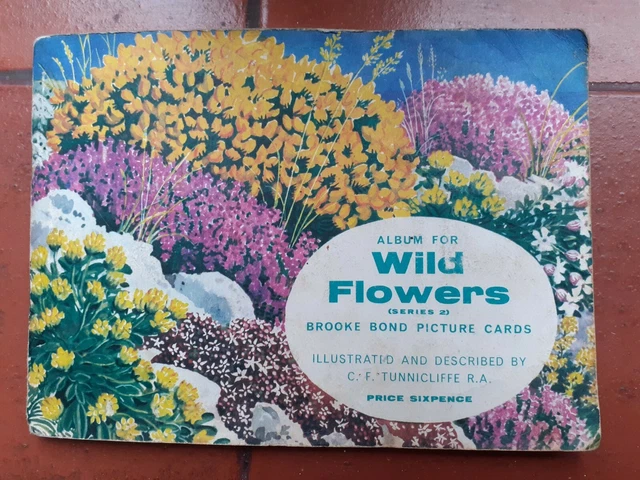 ALBUM FOR
Wild
Flowers
(SERIES 2)
BROOKE BOND PICTURE CARDS
ILLUSTRATED AND DESCRIBED BY
C. F. TUNNICLIFFE R.A.
PRICE SIXPENCE